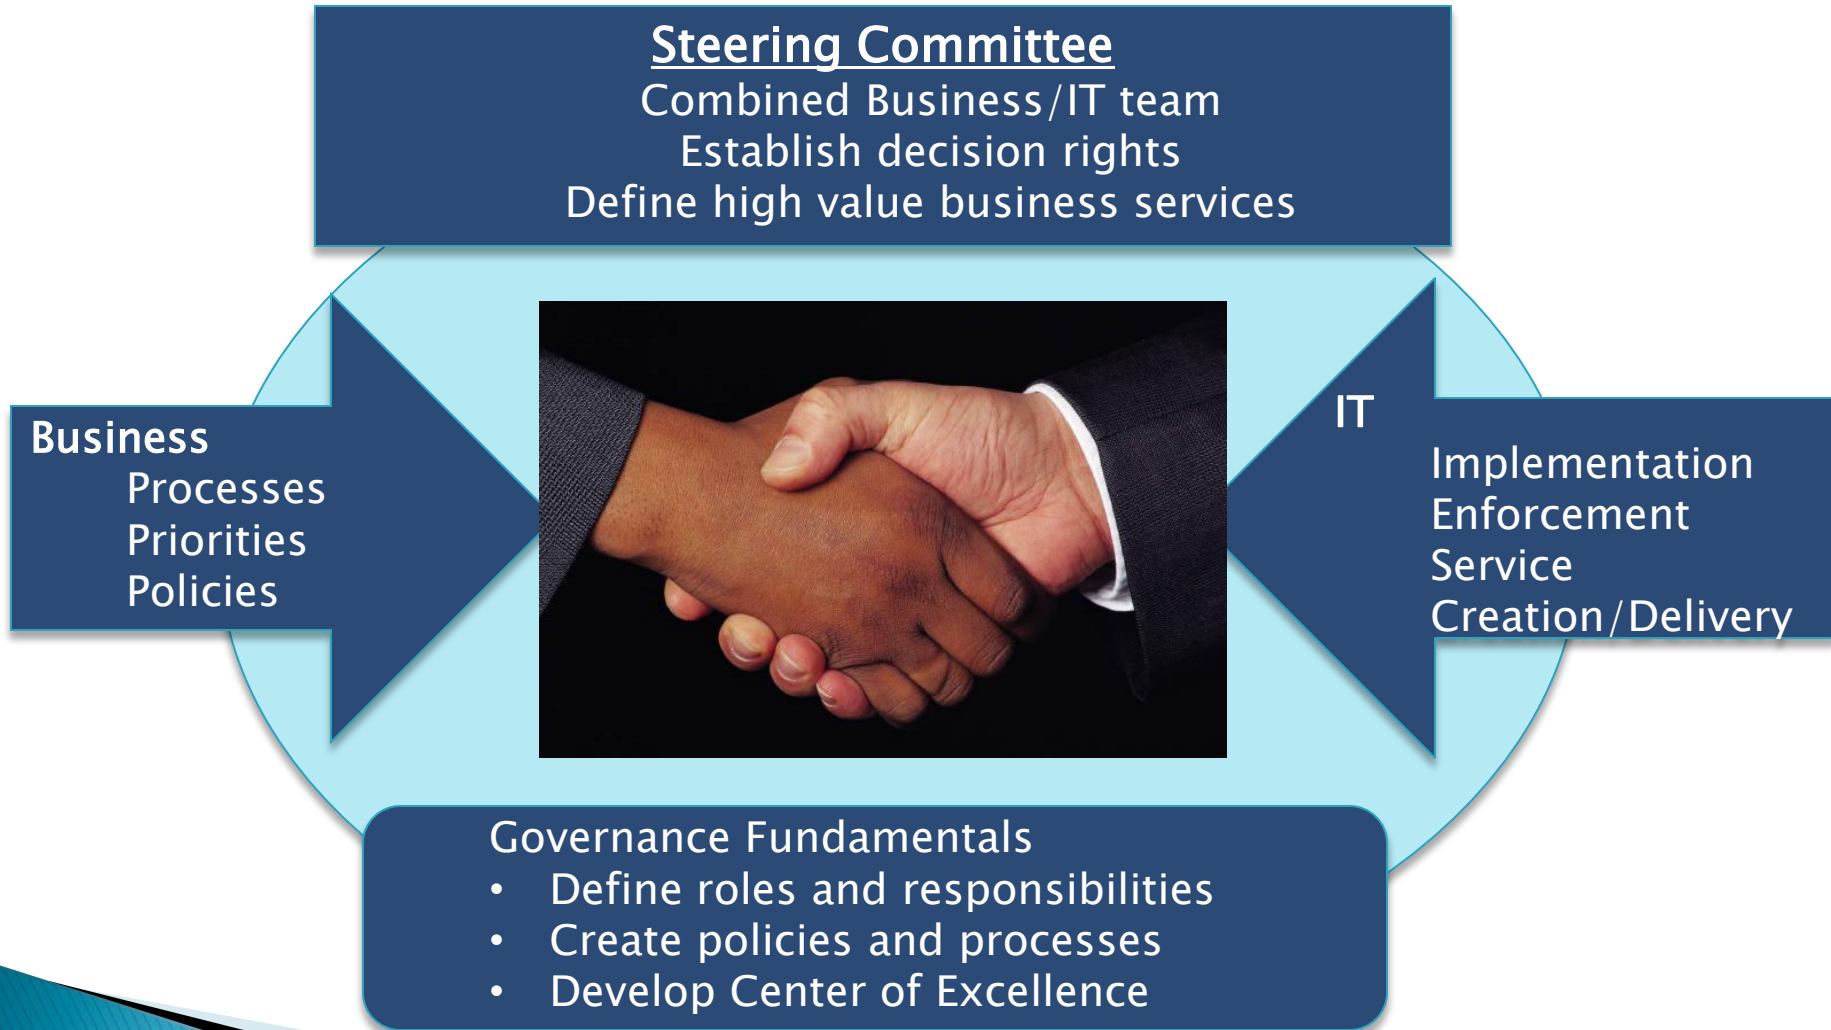 Steering Committee
Combined Business/IT team
Establish decision rights
Define high value business services
Business
Processes
Priorities
Policies
IT
Implementation
Enforcement
Service
Creation/Delivery
Governance Fundamentals
• Define roles and responsibilities
• Create policies and processes
• Develop Center of Excellence